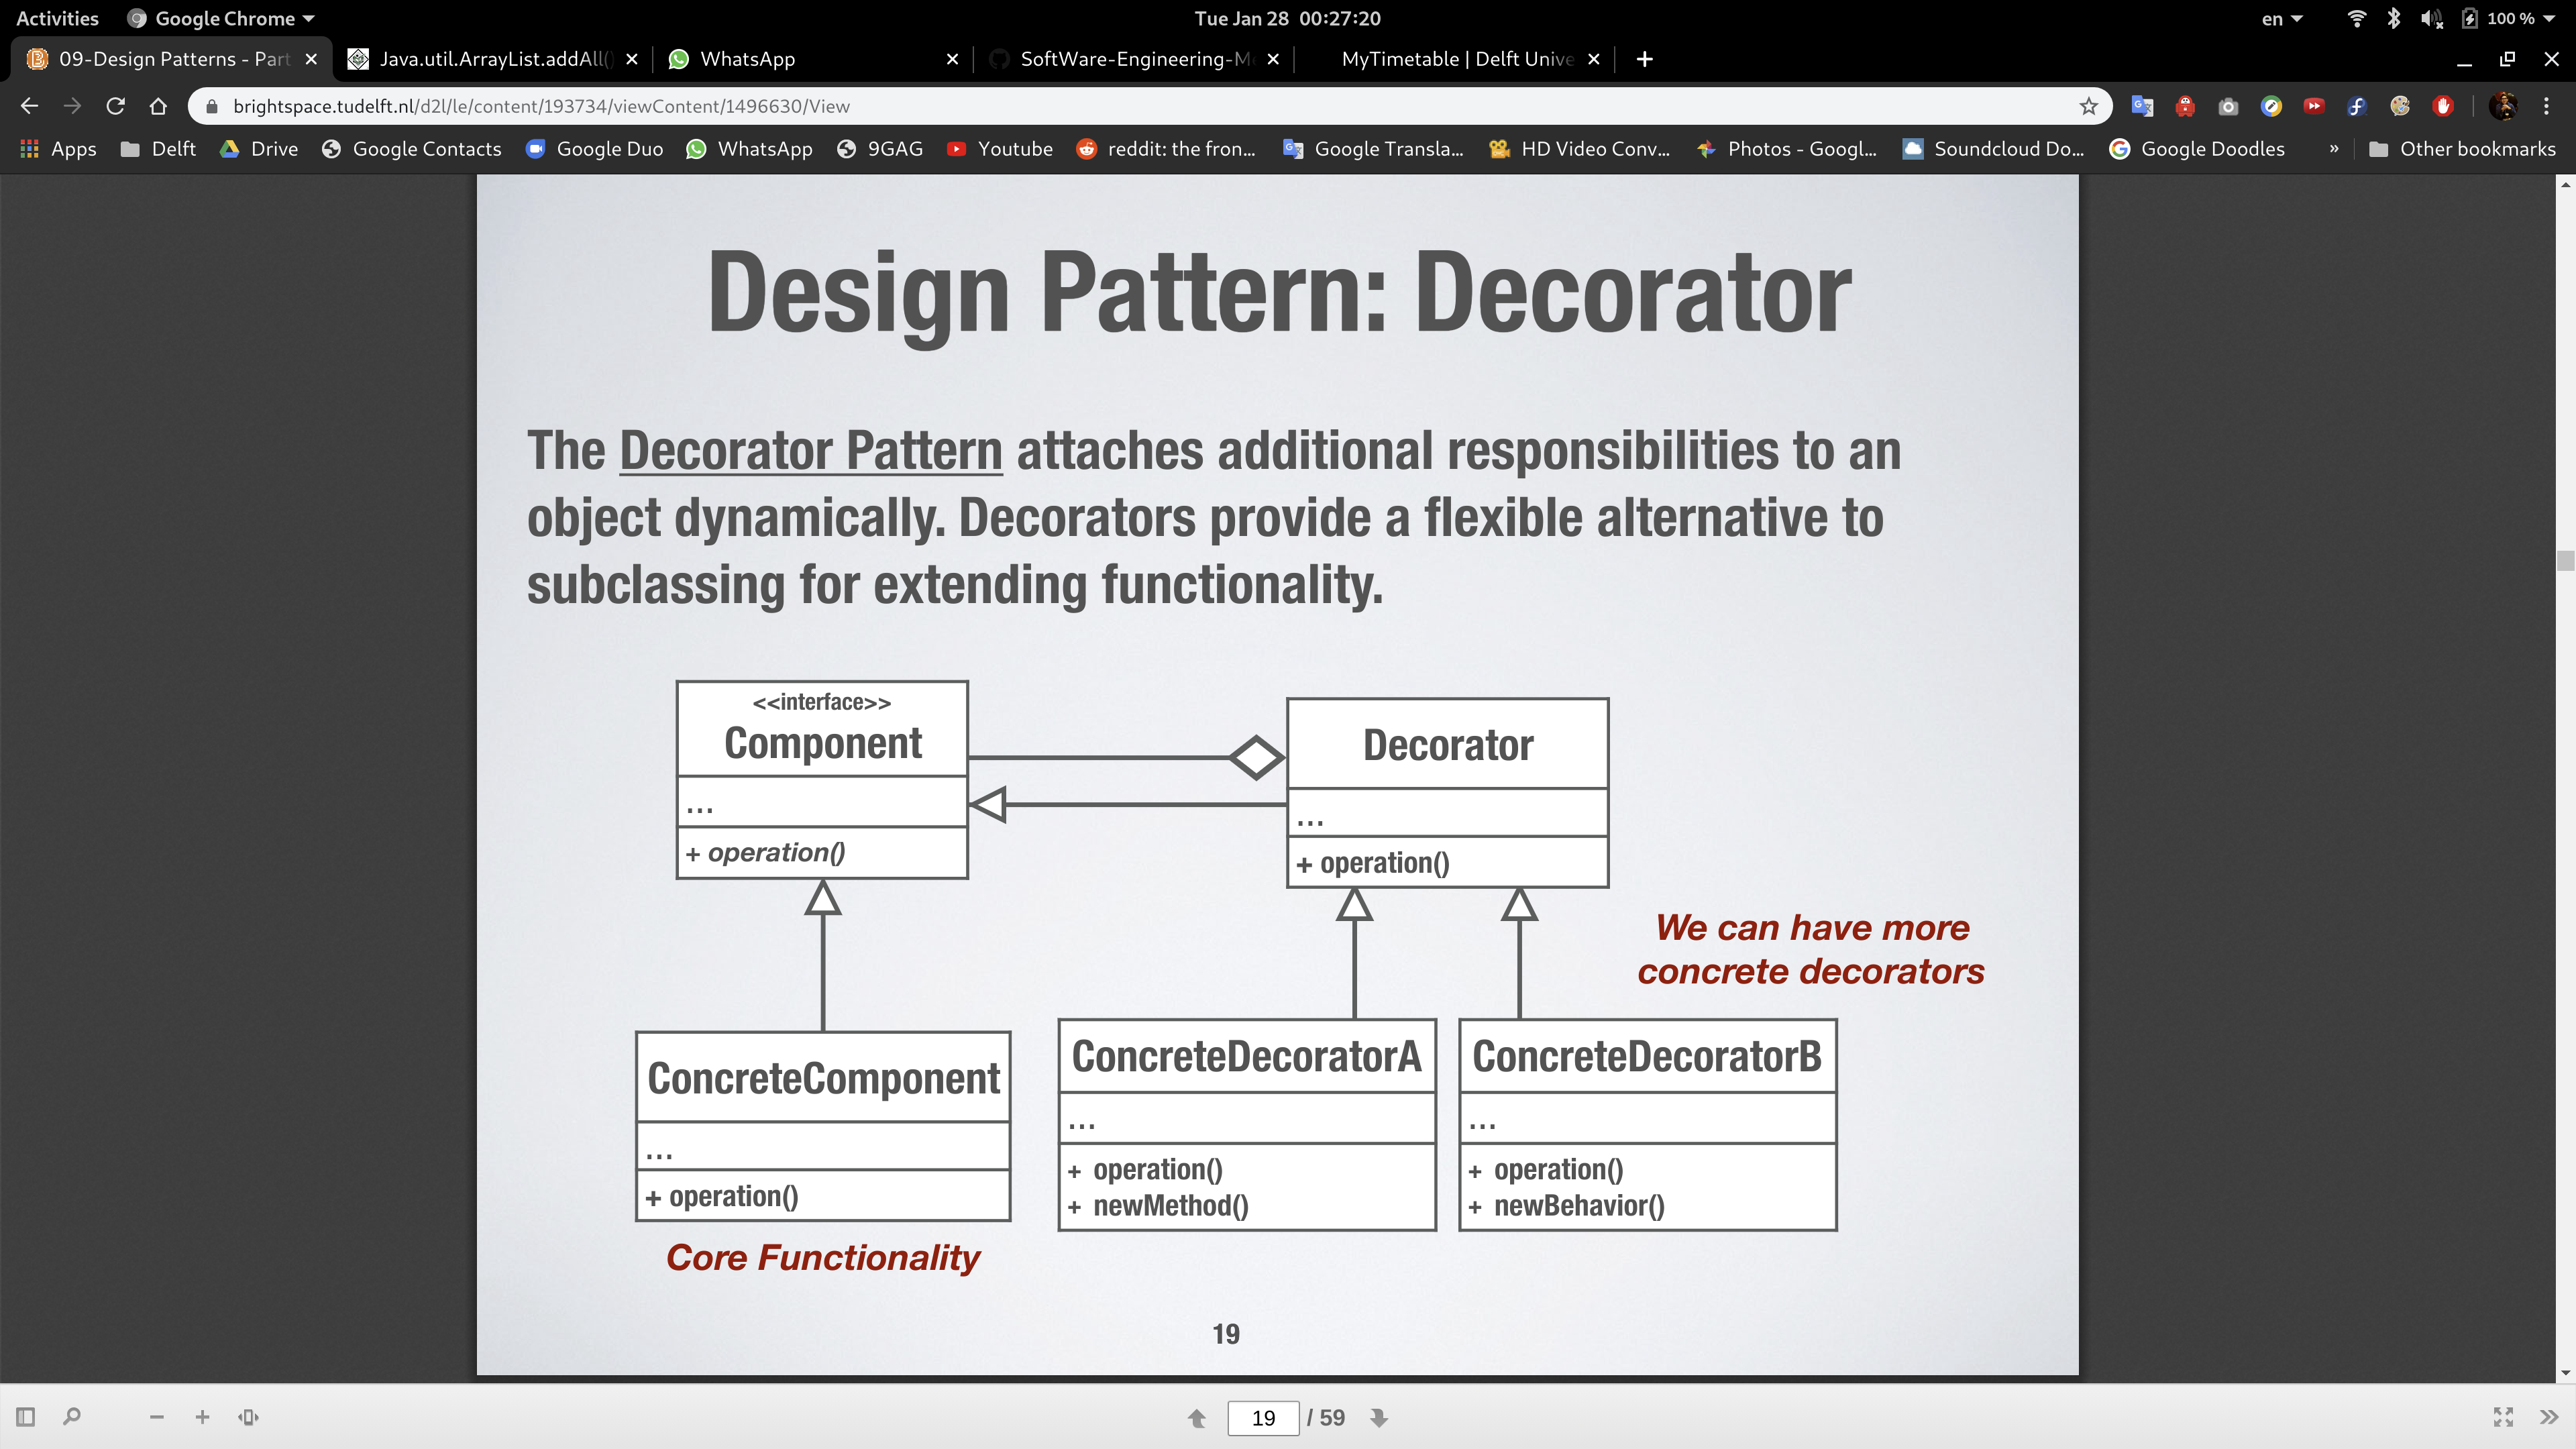 Activities
Google Chrome
Tue Jan 28 00:27:20
en
100 %
09-Design Patterns - Part
Java.util.ArrayList.addAll()
WhatsApp
SoftWare-Engineering-Me
MyTimetable | Delft Unive
brightspace.tudelft.nl/d2l/le/content/193734/viewContent/1496630/View
Apps
Delft
Drive
Google Contacts
Google Duo
WhatsApp
9GAG
Youtube
reddit: the fron...
Google Transla...
HD Video Conv...
Photos - Googl...
Soundcloud Do...
Google Doodles
»
Other bookmarks
Design Pattern: Decorator
The Decorator Pattern attaches additional responsibilities to an
object dynamically. Decorators provide a flexible alternative to
subclassing for extending functionality.
<<interface>>
Component
...
+ operation()
Decorator
...
+ operation()
We can have more
concrete decorators
ConcreteComponent
...
+ operation()
Core Functionality
ConcreteDecoratorA
...
+ operation()
+ newMethod()
ConcreteDecoratorB
...
+ operation()
+ newBehavior()
19
19 / 59